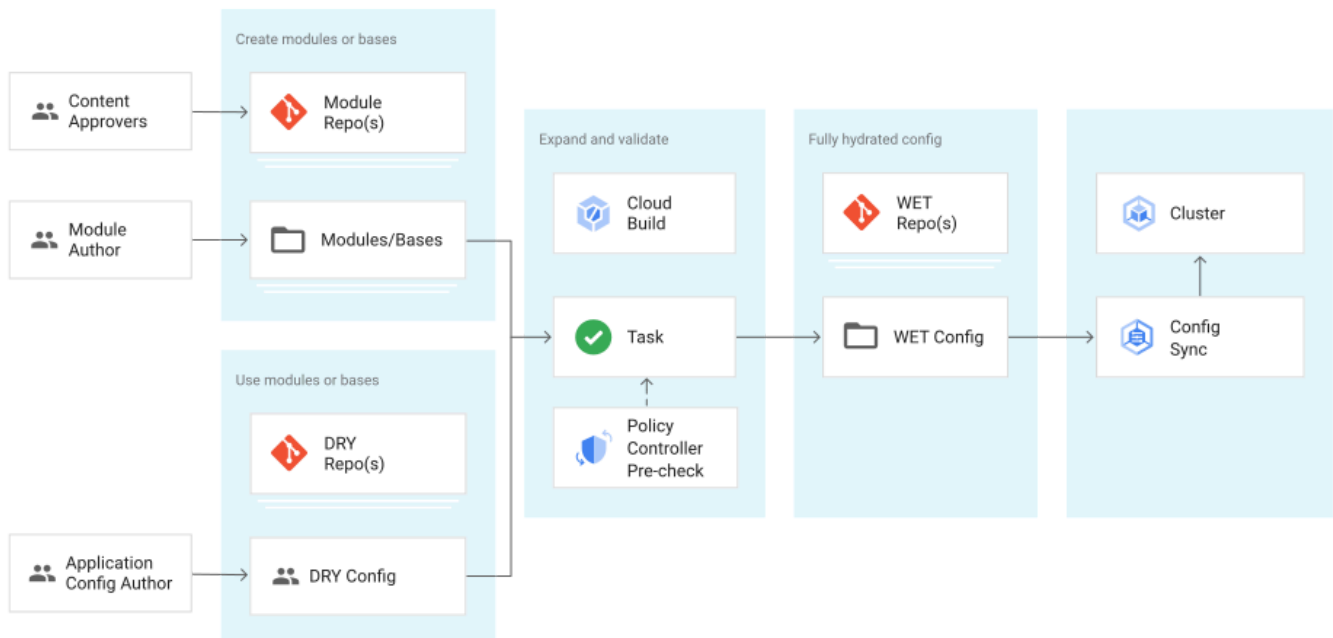 Create modules or bases
Content
Approvers
Module
Repo(s)
Module
Author
Modules/Bases
Use modules or bases
DRY
Repo(s)
Application
Config Author
DRY Config
Expand and validate
Cloud
Build
Task
Policy
Controller
Pre-check
Fully hydrated config
WET
Repo(s)
WET Config
Cluster
Config
Sync